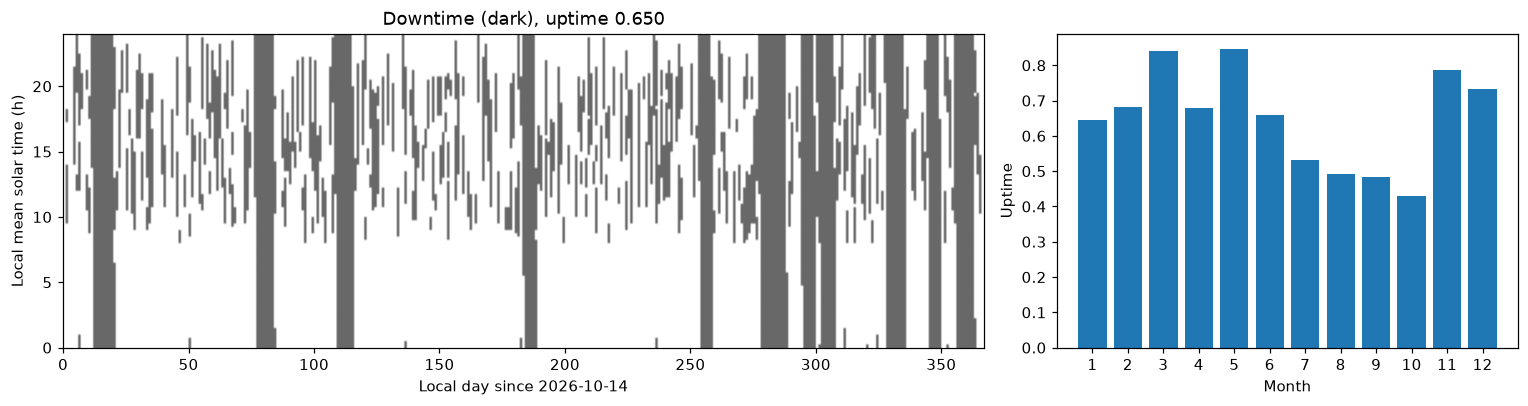 Downtime (dark), uptime 0.650
Local mean solar time (h)
20
15
10
5
0
0 50 100 150 200 250 300 350
Local day since 2026-10-14
Uptime
0.8
0.7
0.6
0.5
0.4
0.3
0.2
0.1
0.0
1 2 3 4 5 6 7 8 9 10 11 12
Month